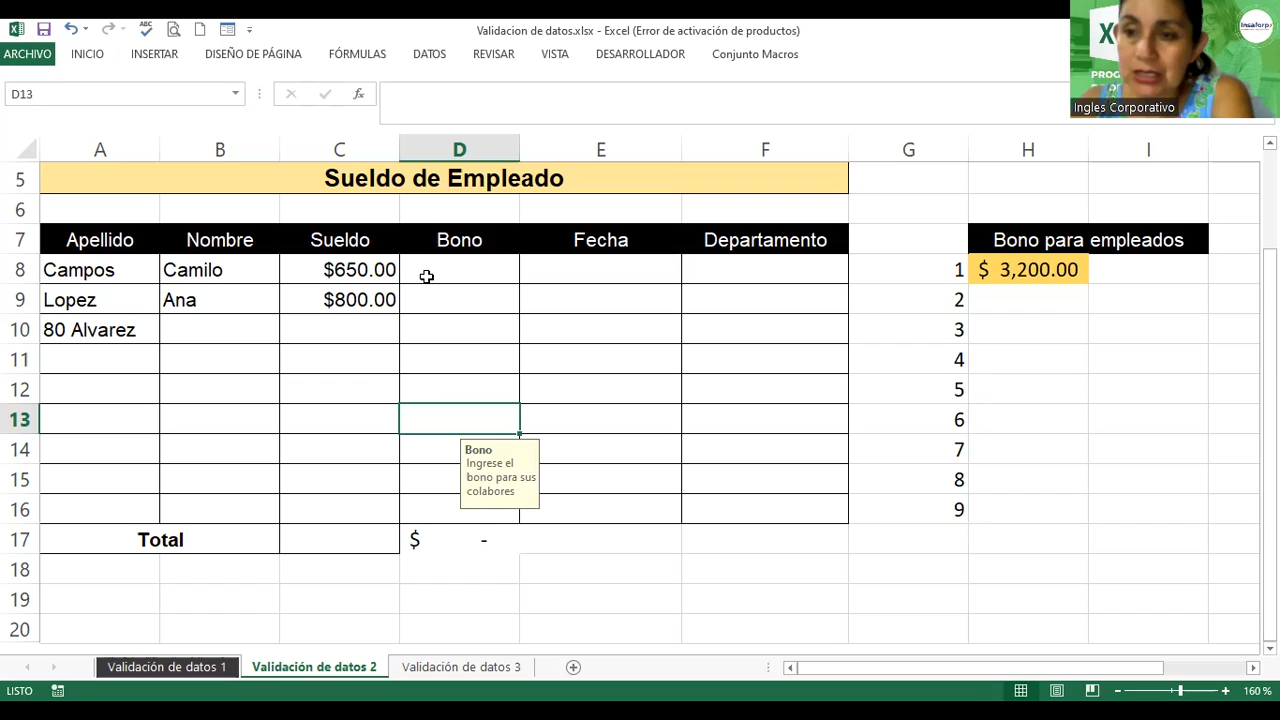 Validacion de datos.xlsx - Excel (Error de activación de productos)
ARCHIVO INICIO INSERTAR DISEÑO DE PÁGINA FÓRMULAS DATOS REVISAR VISTA DESARROLLADOR Conjunto Macros
Insaforp
PROG
Ingles Corporativo
D13 fx
A B C D E F G H I
5 Sueldo de Empleado
6
7 Apellido Nombre Sueldo Bono Fecha Departamento Bono para empleados
8 Campos Camilo $650.00 1 $ 3,200.00
9 Lopez Ana $800.00 2
10 80 Alvarez 3
11 4
12 5
13 6
14 7
Bono
Ingrese el
bono para sus
colabores
15 8
16 9
17 Total $ -
18
19
20
Validación de datos 1 Validación de datos 2 Validación de datos 3
LISTO 160 %